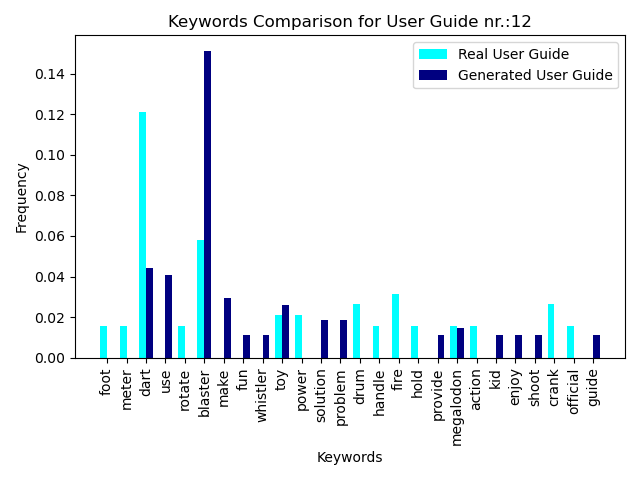 Keywords Comparison for User Guide nr.:12
Real User Guide
Generated User Guide
Frequency
0.14
0.12
0.10
0.08
0.06
0.04
0.02
0.00
foot
meter
dart
use
rotate
blaster
make
fun
whistler
toy
power
solution
problem
drum
handle
fire
hold
provide
megalodon
action
kid
enjoy
shoot
crank
official
guide
Keywords